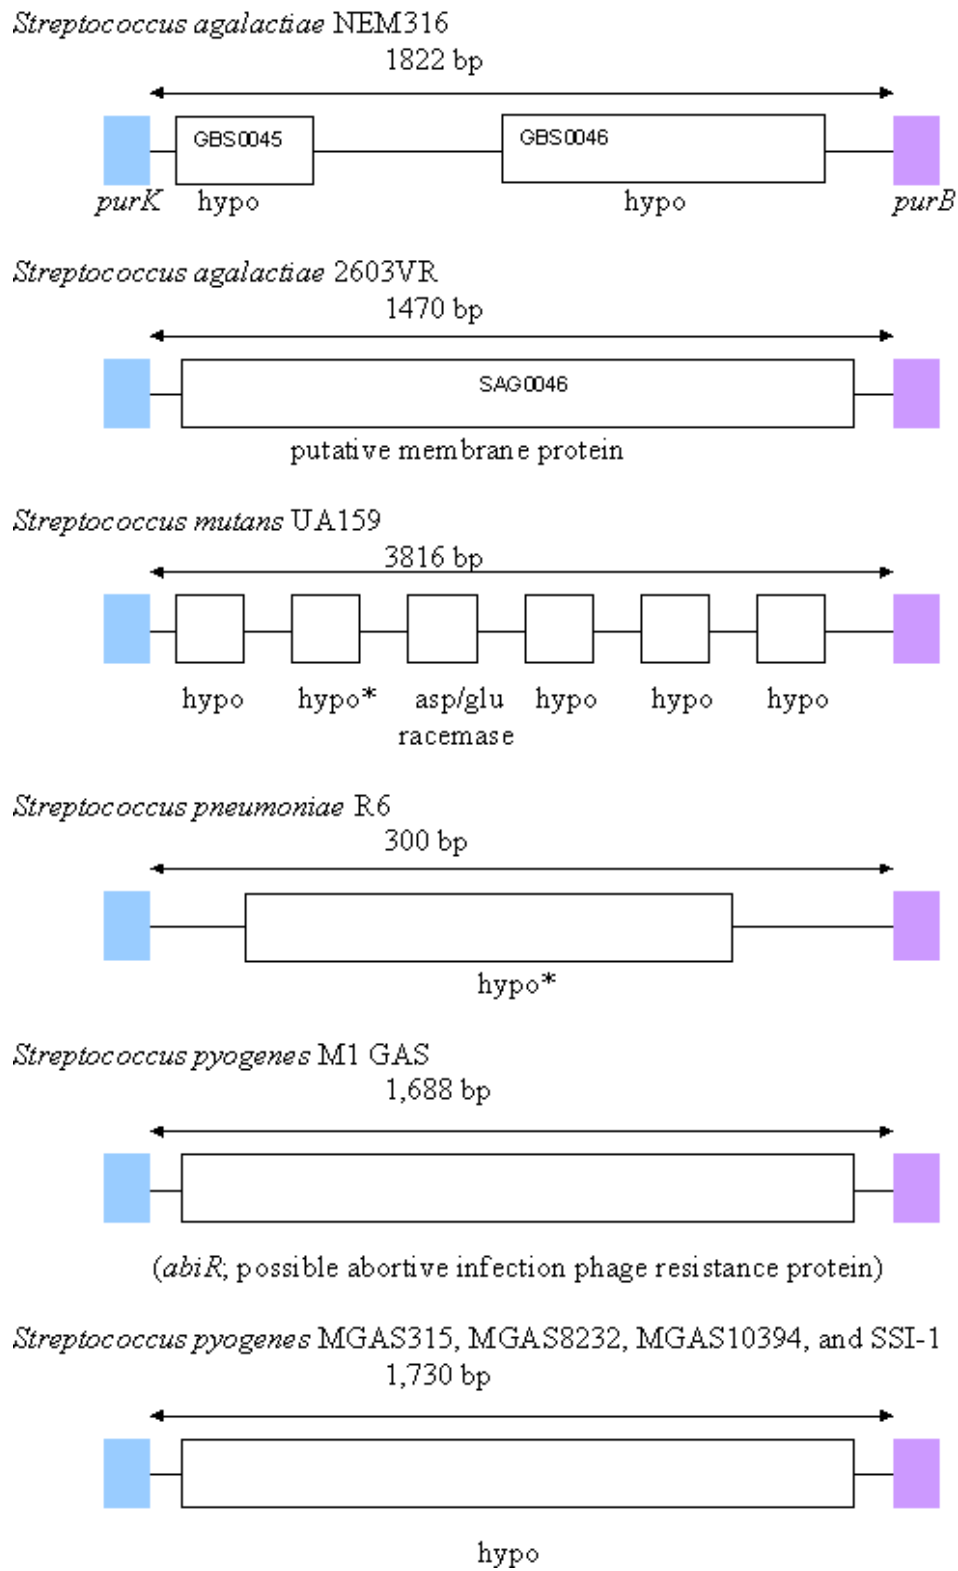 Streptococcus agalactiae NEM316
1822 bp
GBS0045
GBS0046
purK hypo hypo purB
Streptococcus agalactiae 2603VR
1470 bp
SAG0046
putative membrane protein
Streptococcus mutans UA159
3816 bp
hypo hypo* asp/glu hypo hypo hypo
racemase
Streptococcus pneumoniae R6
300 bp
hypo*
Streptococcus pyogenes M1 GAS
1,688 bp
(abiR; possible abortive infection phage resistance protein)
Streptococcus pyogenes MGAS315, MGAS8232, MGAS10394, and SSI-1
1,730 bp
hypo